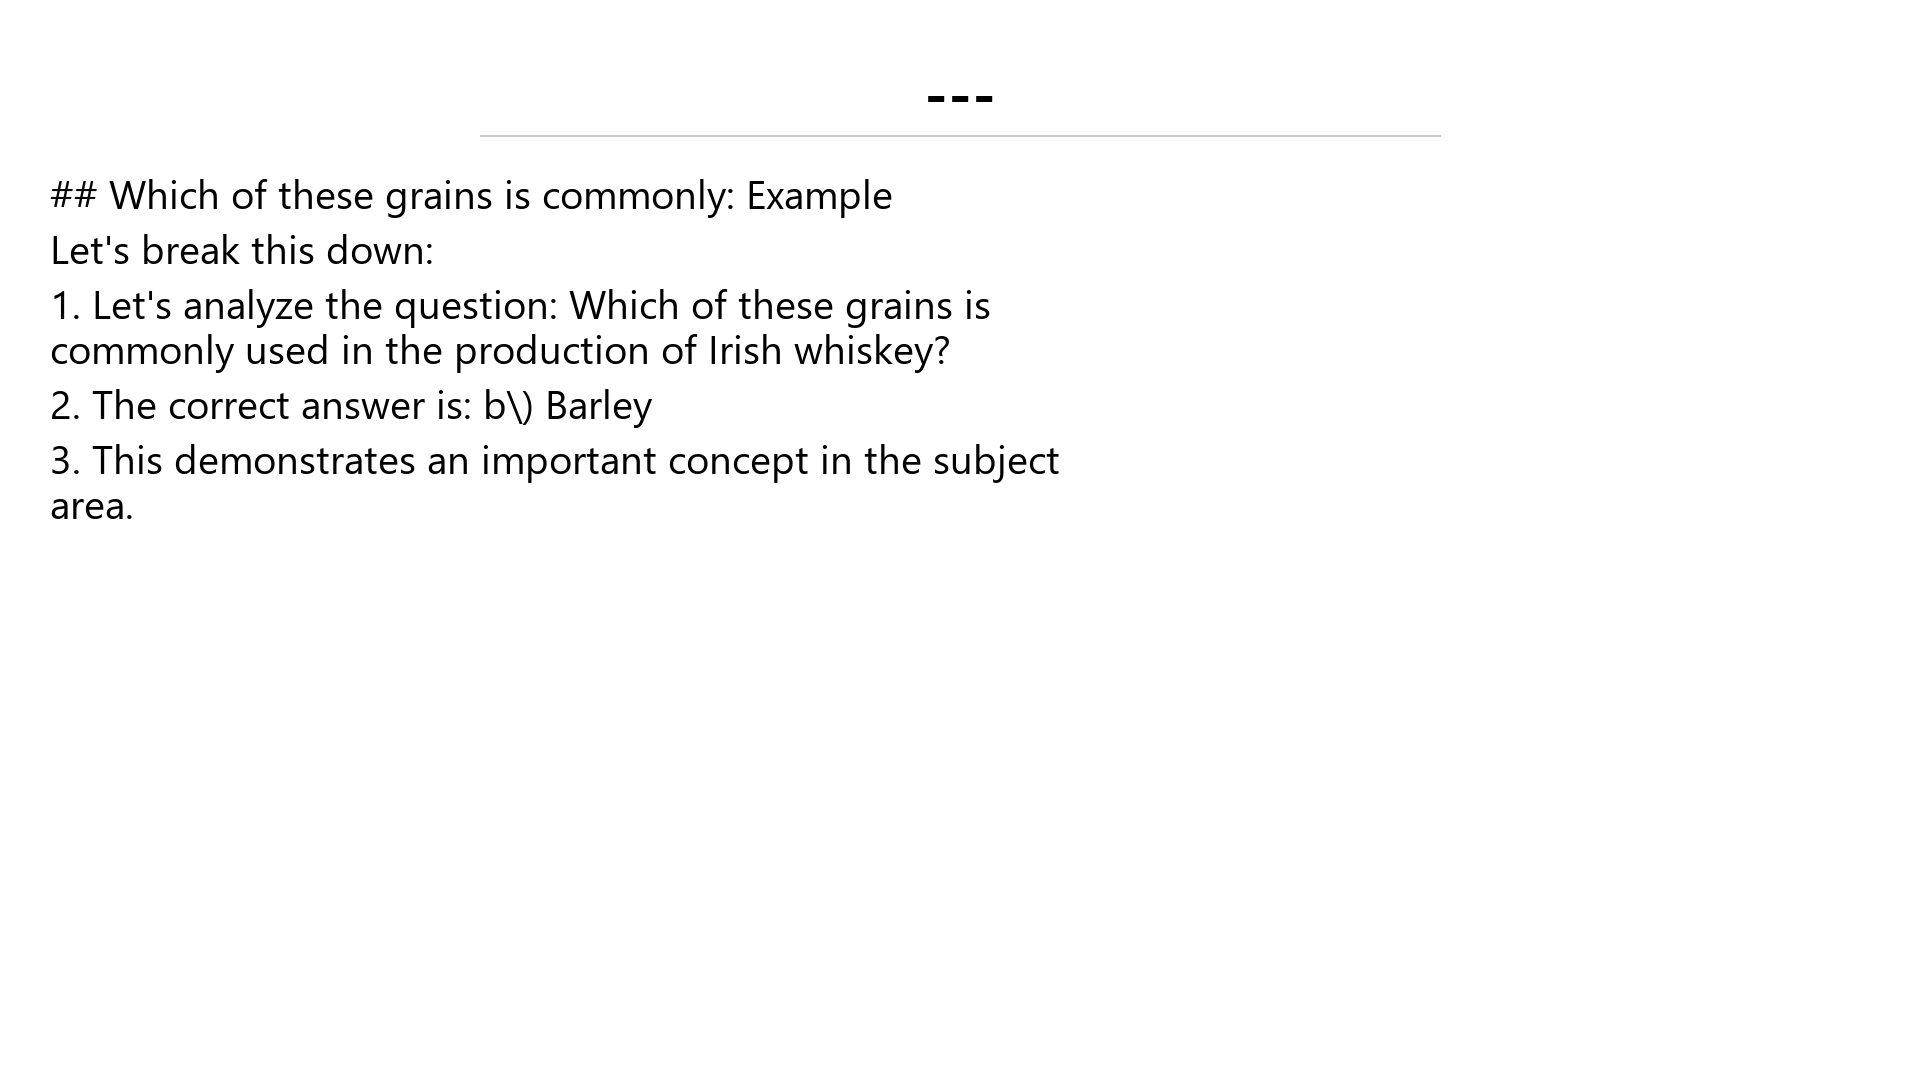 ---
## Which of these grains is commonly: Example
Let's break this down:
1. Let's analyze the question: Which of these grains is
commonly used in the production of Irish whiskey?
2. The correct answer is: b\) Barley
3. This demonstrates an important concept in the subject
area.